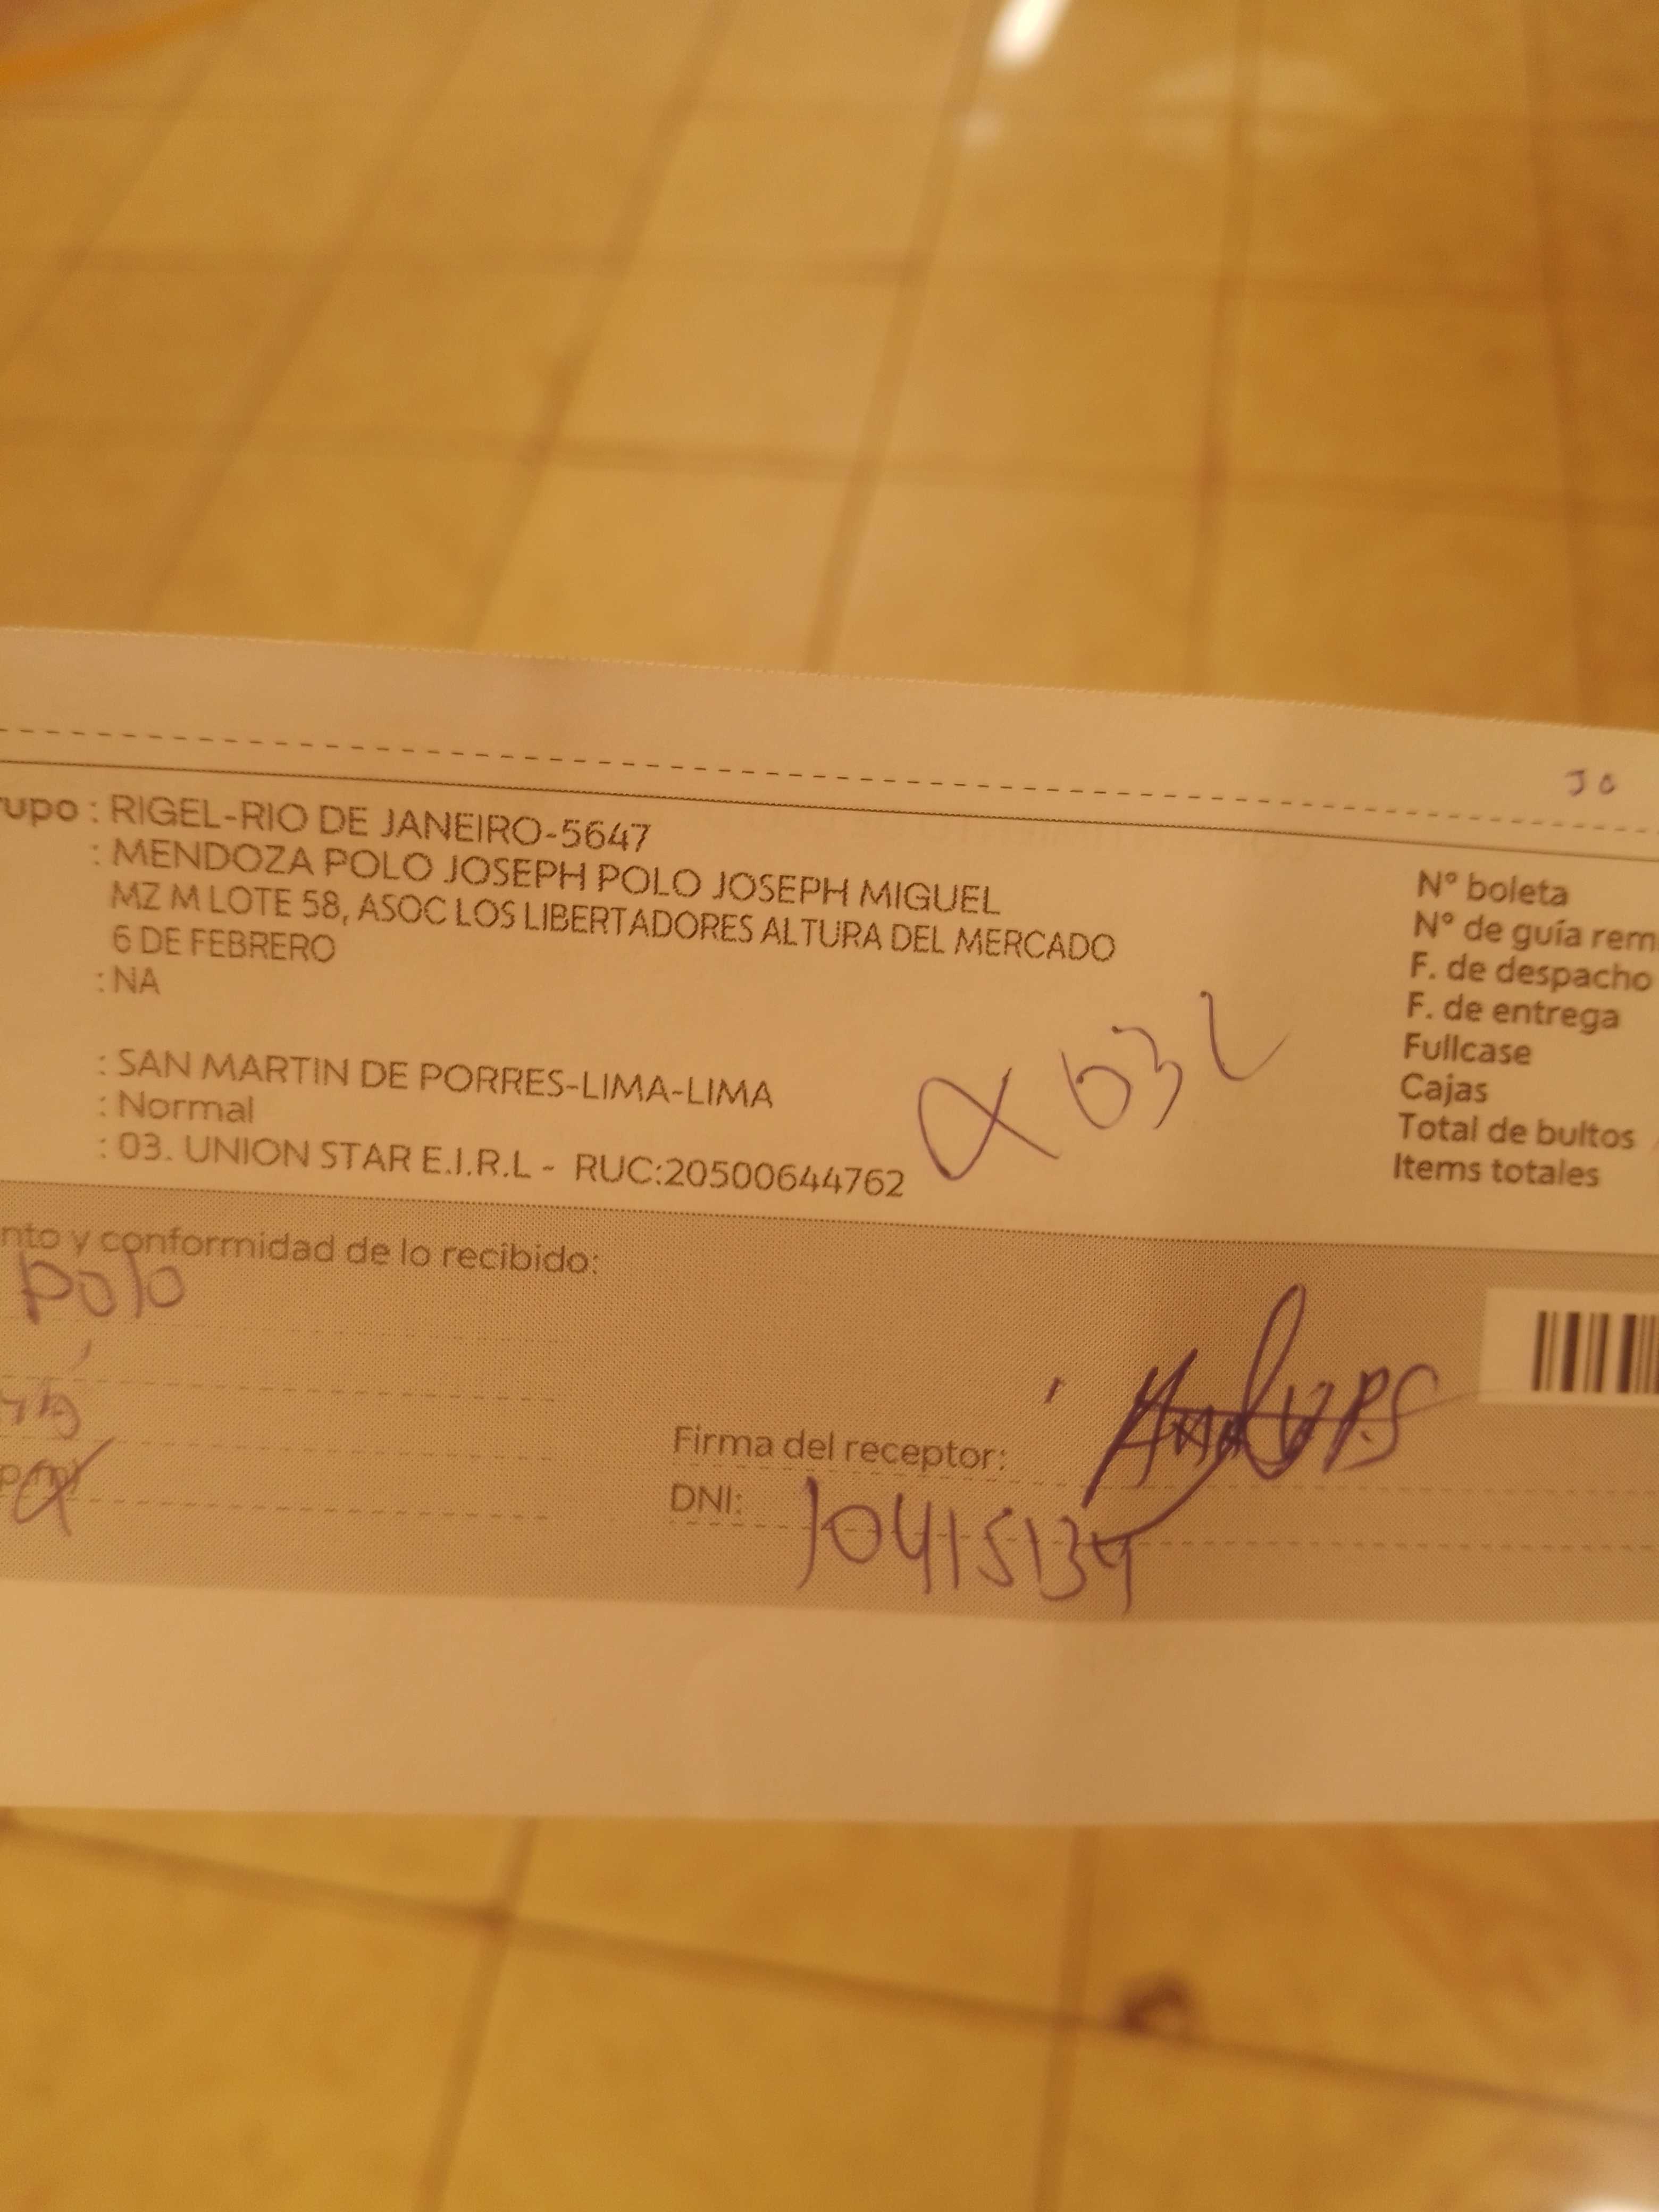 rupo : RIGEL-RIO DE JANEIRO-5647
: MENDOZA POLO JOSEPH POLO JOSEPH MIGUEL
MZ M LOTE 58, ASOC LOS LIBERTADORES ALTURA DEL MERCADO
6 DE FEBRERO
: NA
: SAN MARTIN DE PORRES-LIMA-LIMA
: Normal
: 03. UNION STAR E.I.R.L - RUC:20500644762
Nº boleta
Nº de guía rem
F. de despacho
F. de entrega
Fullcase
Cajas
Total de bultos
Items totales
nto y conformidad de lo recibido:
polo
Firma del receptor:
DNI: 10415139